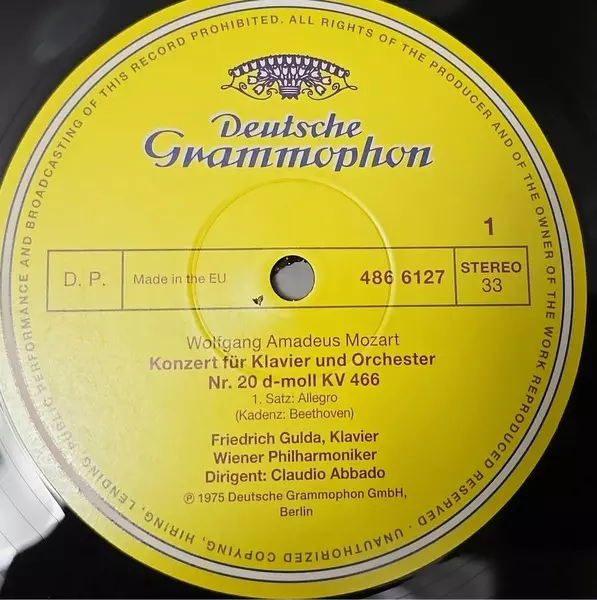 Deutsche
Grammophon
1
D. P.
Made in the EU
486 6127
STEREO
33
Wolfgang Amadeus Mozart
Konzert für Klavier und Orchester
Nr. 20 d-moll KV 466
1. Satz: Allegro
(Kadenz: Beethoven)
Friedrich Gulda, Klavier
Wiener Philharmoniker
Dirigent: Claudio Abbado
℗ 1975 Deutsche Grammophon GmbH,
Berlin
ALL RIGHTS OF THE PRODUCER AND OF THE OWNER OF THE WORK REPRODUCED RESERVED · UNAUTHORIZED COPYING, HIRING, LENDING, PUBLIC PERFORMANCE AND BROADCASTING OF THIS RECORD PROHIBITED.